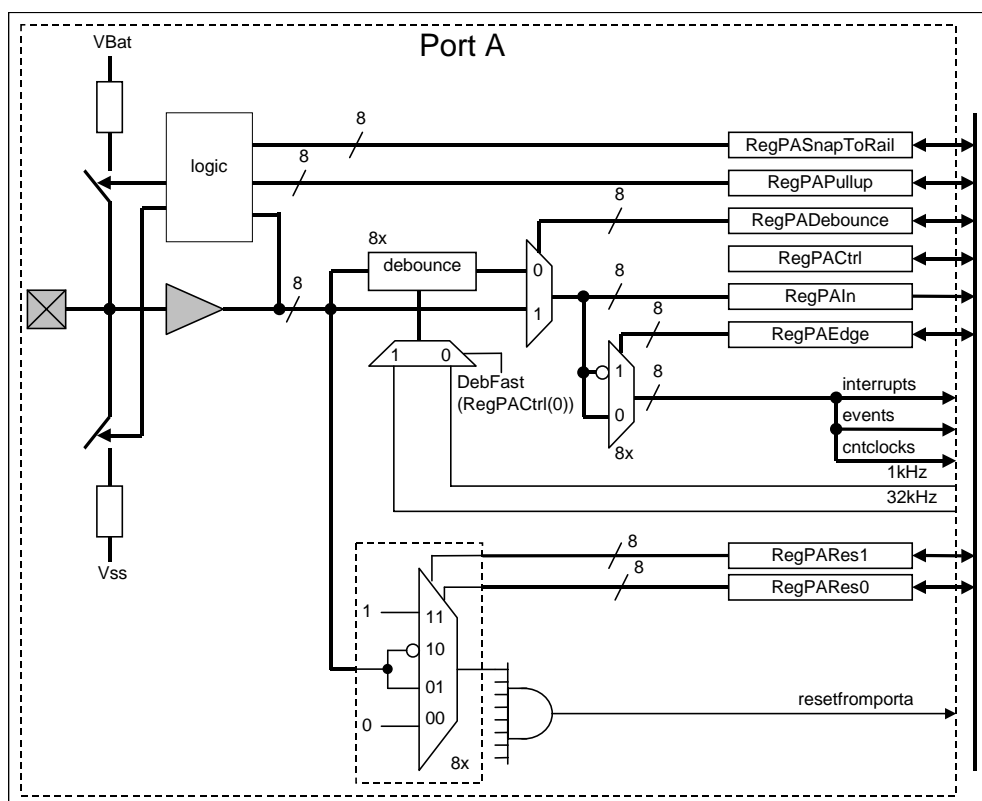 Port A
VBat
8
RegPASnapToRail
logic
8
RegPAPullup
8
RegPADebounce
8x
debounce
0
RegPACtrl
8
8
RegPAIn
1
RegPAEdge
1 0
8
DebFast
(RegPACtrl(0))
1
8
interrupts
0
events
8x
cntclocks
1kHz
32kHz
Vss
8
RegPARes1
8
RegPARes0
1
11
10
01
00
0
8x
resetfromporta